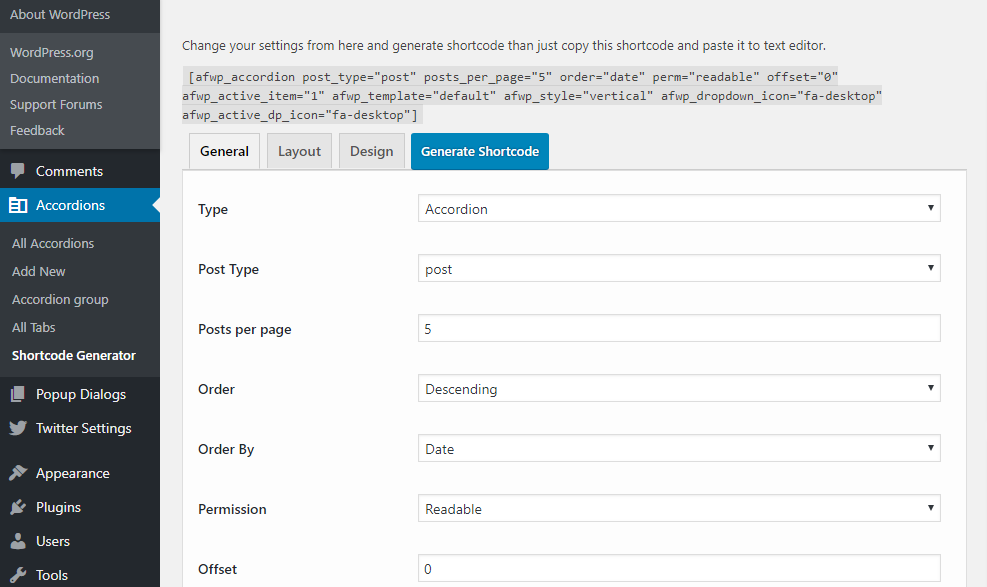 About WordPress
WordPress.org
Documentation
Support Forums
Feedback
Comments
Accordions
All Accordions
Add New
Accordion group
All Tabs
Shortcode Generator
Popup Dialogs
Twitter Settings
Appearance
Plugins
Users
Tools
Change your settings from here and generate shortcode than just copy this shortcode and paste it to text editor.
[afwp_accordion post_type="post" posts_per_page="5" order="date" perm="readable" offset="0"
afwp_active_item="1" afwp_template="default" afwp_style="vertical" afwp_dropdown_icon="fa-desktop"
afwp_active_dp_icon="fa-desktop"]
General Layout Design Generate Shortcode
Type Accordion
Post Type post
Posts per page 5
Order Descending
Order By Date
Permission Readable
Offset 0